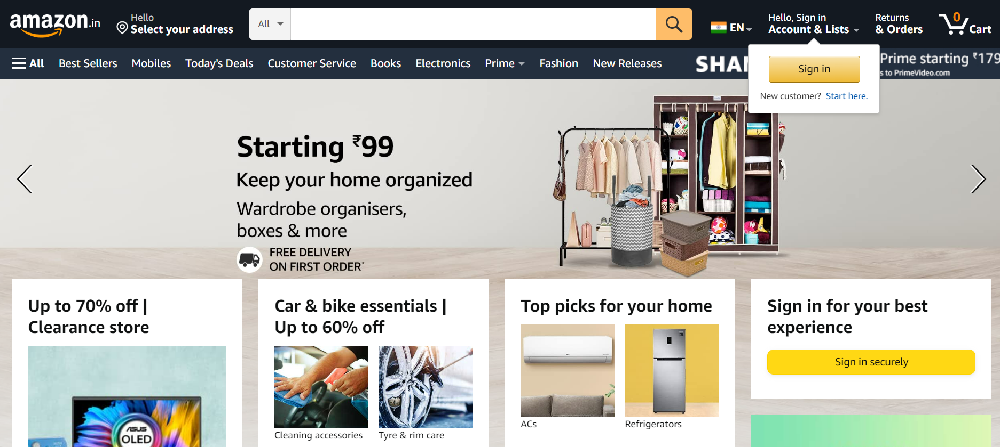 amazon.in
Hello
Select your address
All
EN
Hello, Sign in
Account & Lists
Returns
& Orders
0
Cart
All
Best Sellers
Mobiles
Today's Deals
Customer Service
Books
Electronics
Prime
Fashion
New Releases
Prime starting ₹179
to PrimeVideo.com
Sign in
New customer? Start here.
Starting ₹99
Keep your home organized
Wardrobe organisers,
boxes & more
FREE DELIVERY
ON FIRST ORDER*
Up to 70% off |
Clearance store
ASUS
OLED
Car & bike essentials |
Up to 60% off
Cleaning accessories
Tyre & rim care
Top picks for your home
ACs
Refrigerators
Sign in for your best
experience
Sign in securely